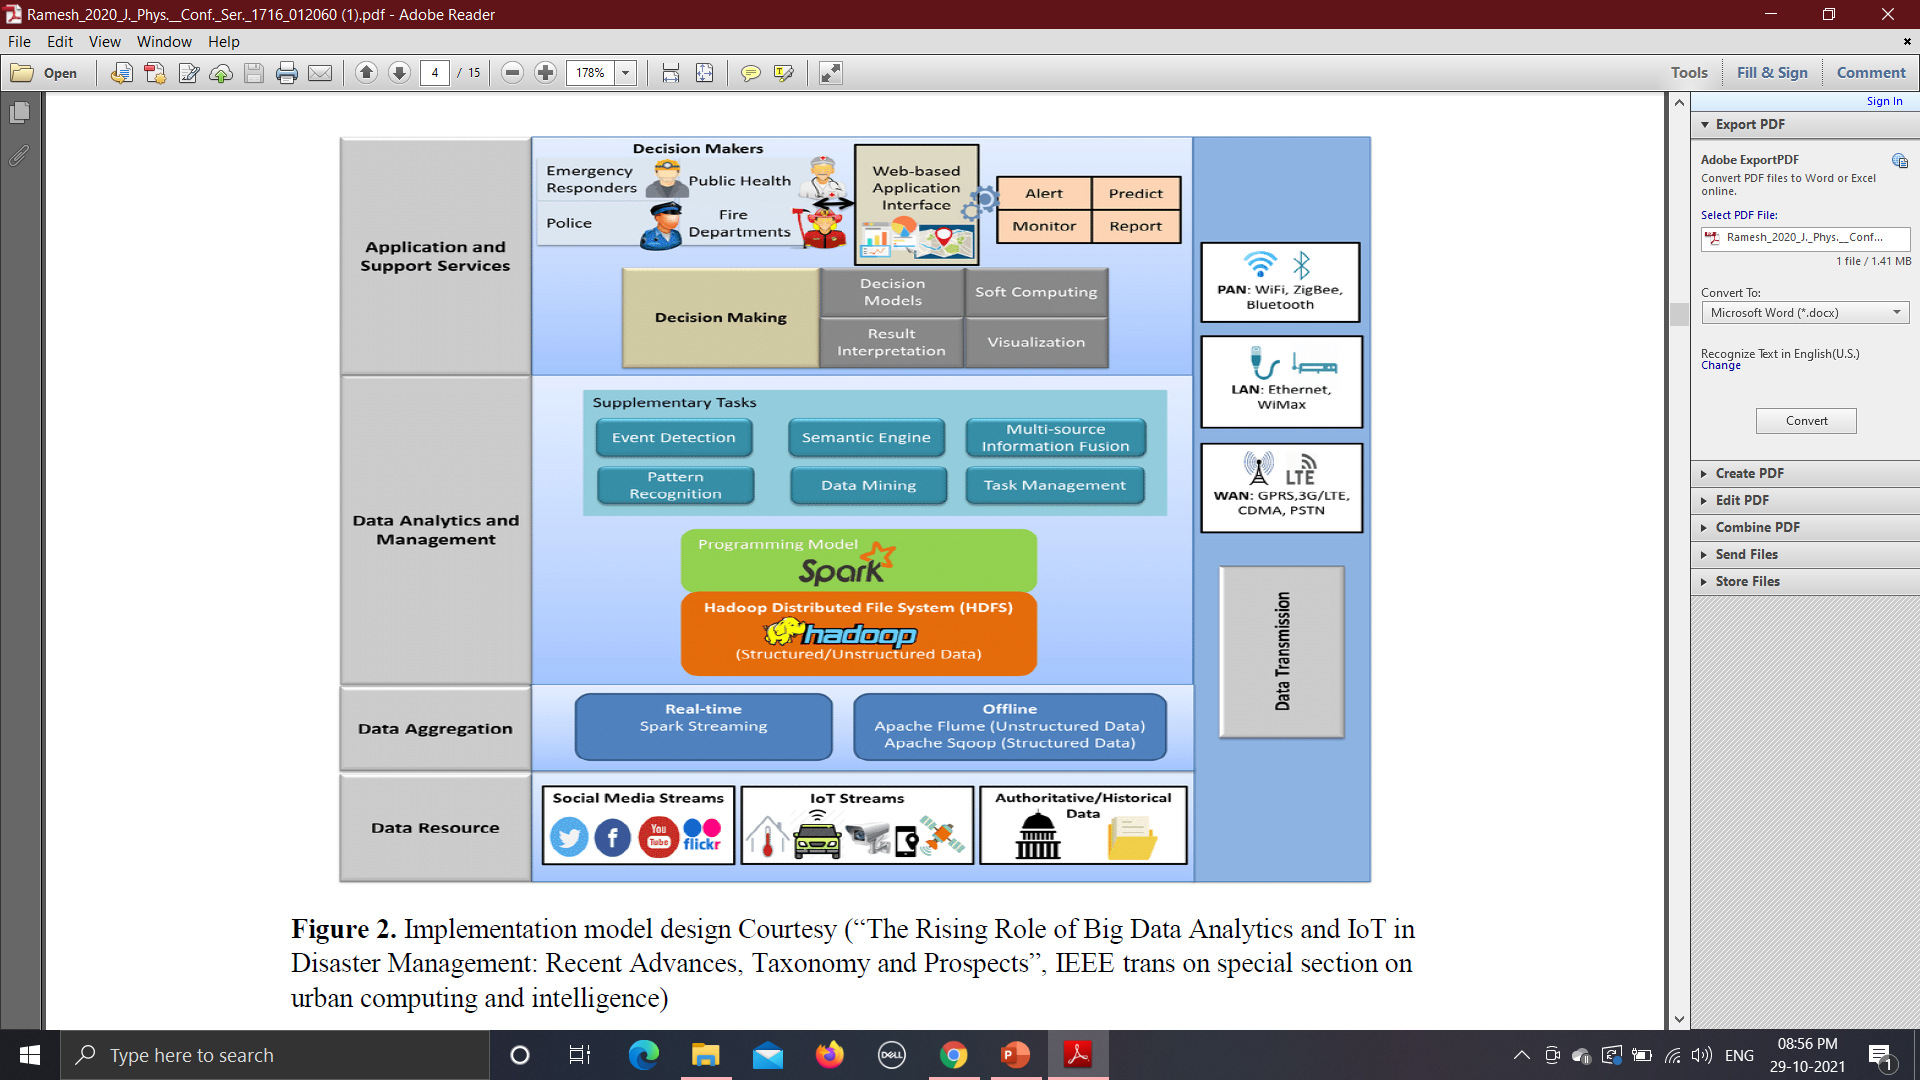 Ramesh_2020_J._Phys.__Conf._Ser._1716_012060 (1).pdf - Adobe Reader
File Edit View Window Help
Open 4 / 15 178% Tools Fill & Sign Comment
Sign In
Export PDF
Adobe ExportPDF
Convert PDF files to Word or Excel
online.
Select PDF File:
Ramesh_2020_J._Phys.__Conf...
1 file / 1.41 MB
Convert To:
Microsoft Word (*.docx)
Recognize Text in English(U.S.)
Change
Convert
Create PDF
Edit PDF
Combine PDF
Send Files
Store Files
Application and
Support Services
Decision Makers
Emergency
Responders
Public Health
Police
Fire
Departments
Web-based
Application
Interface
Alert Predict
Monitor Report
Decision Making
Decision
Models
Soft Computing
Result
Interpretation
Visualization
PAN: WiFi, ZigBee,
Bluetooth
LAN: Ethernet,
WiMax
LTE
WAN: GPRS,3G/LTE,
CDMA, PSTN
Data Transmission
Data Analytics and
Management
Supplementary Tasks
Event Detection
Semantic Engine
Multi-source
Information Fusion
Pattern
Recognition
Data Mining
Task Management
Programming Model
Spark
Hadoop Distributed File System (HDFS)
hadoop
(Structured/Unstructured Data)
Data Aggregation
Real-time
Spark Streaming
Offline
Apache Flume (Unstructured Data)
Apache Sqoop (Structured Data)
Data Resource
Social Media Streams
You
Tube
flickr
IoT Streams
Authoritative/Historical
Data
Figure 2. Implementation model design Courtesy (“The Rising Role of Big Data Analytics and IoT in
Disaster Management: Recent Advances, Taxonomy and Prospects”, IEEE trans on special section on
urban computing and intelligence)
Type here to search
DELL
ENG
08:56 PM
29-10-2021
1